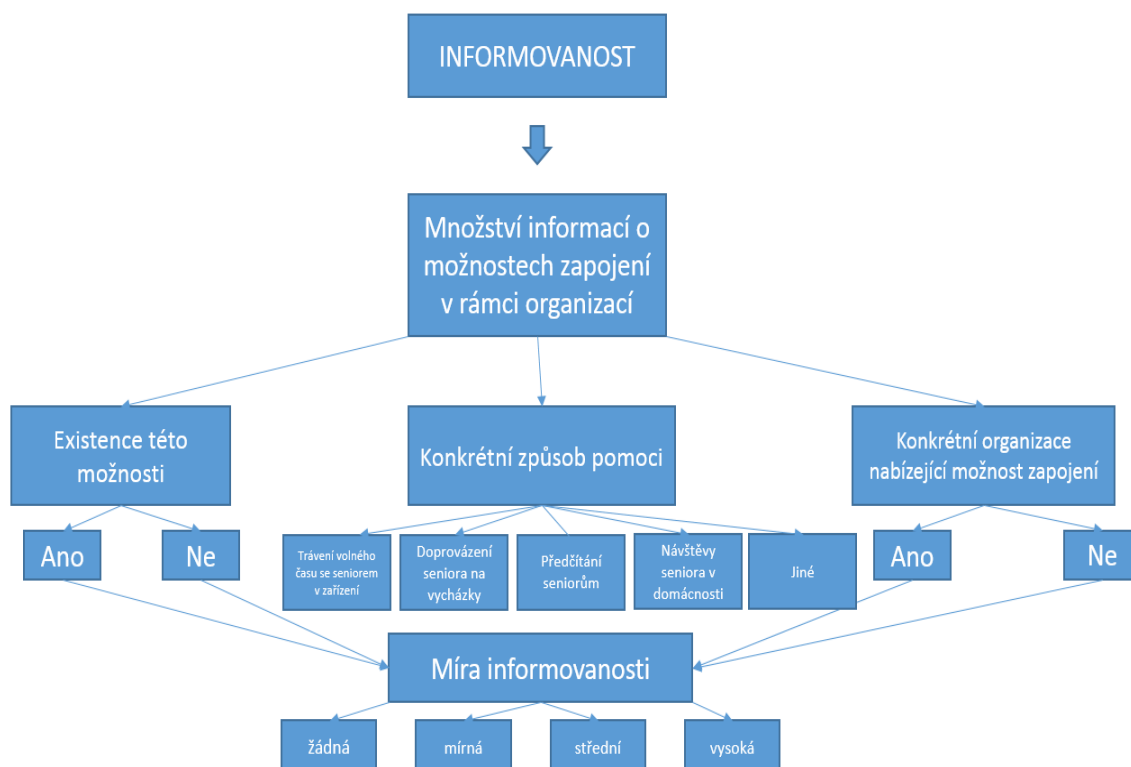 INFORMOVANOST
Množství informací o
možnostech zapojení
v rámci organizací
Existence této
možnosti
Konkrétní způsob pomoci
Konkrétní organizace
nabízející možnost zapojení
Ano
Ne
Trávení volného
času se seniorem
v zařízení
Doprovázení
seniora na
vycházky
Předčítání
seniorům
Návštěvy
seniora v
domácnosti
Jiné
Ano
Ne
Míra informovanosti
žádná
mírná
střední
vysoká